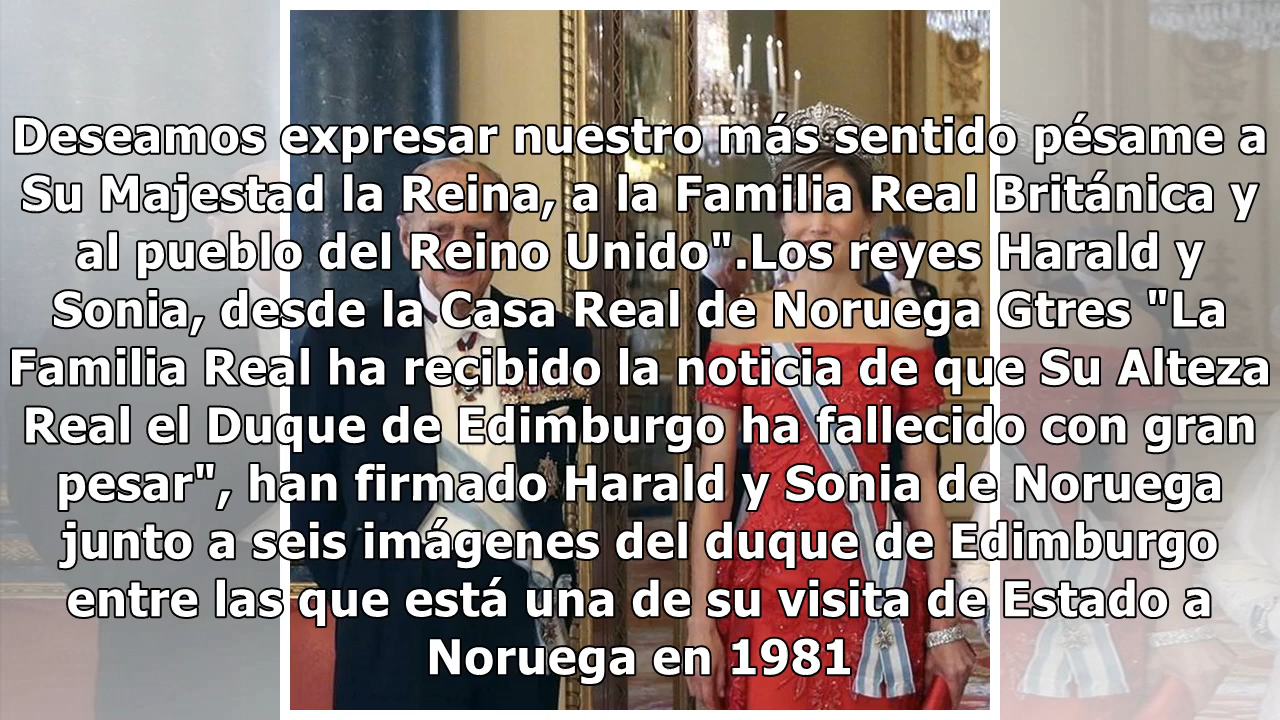 Deseamos expresar nuestro más sentido pésame a
Su Majestad la Reina, a la Familia Real Británica y
al pueblo del Reino Unido".Los reyes Harald y
Sonia, desde la Casa Real de Noruega Gtres "La
Familia Real ha recibido la noticia de que Su Alteza
Real el Duque de Edimburgo ha fallecido con gran
pesar", han firmado Harald y Sonia de Noruega
junto a seis imágenes del duque de Edimburgo
entre las que está una de su visita de Estado a
Noruega en 1981